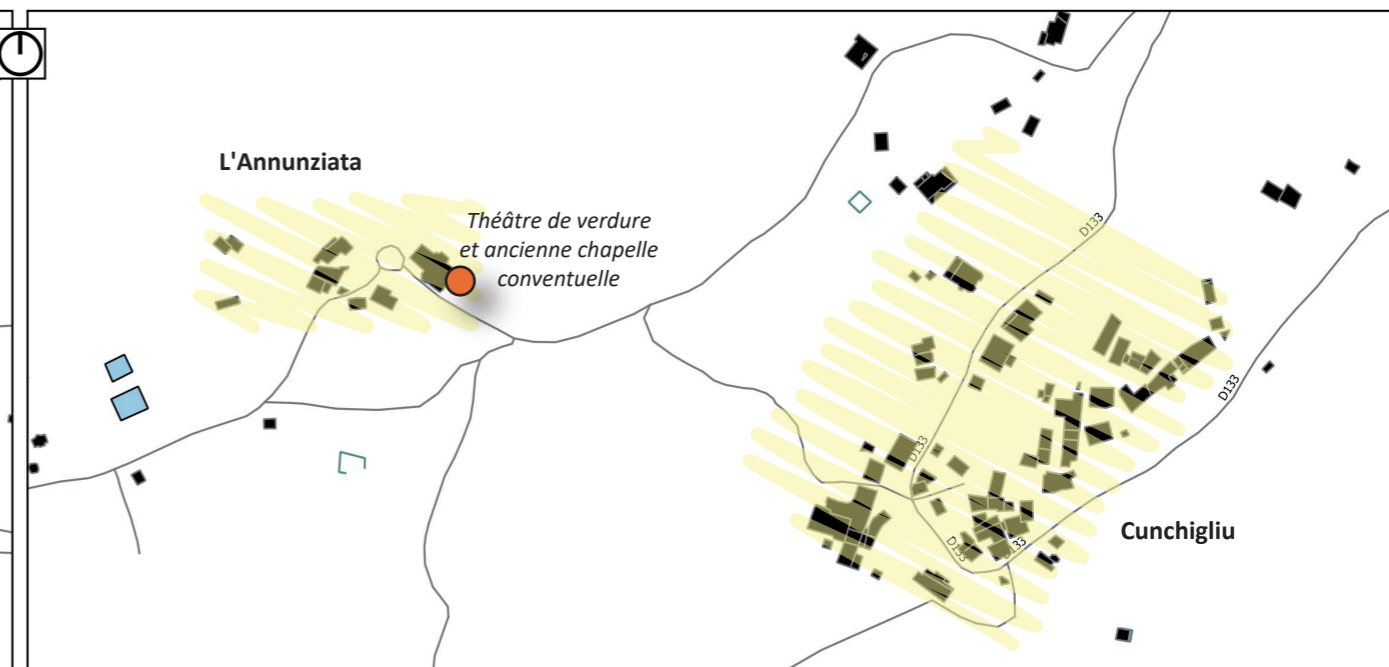 L'Annunziata
Théâtre de verdure
et ancienne chapelle
conventuelle
D133
D133
D133
D133
D133
Cunchigliu